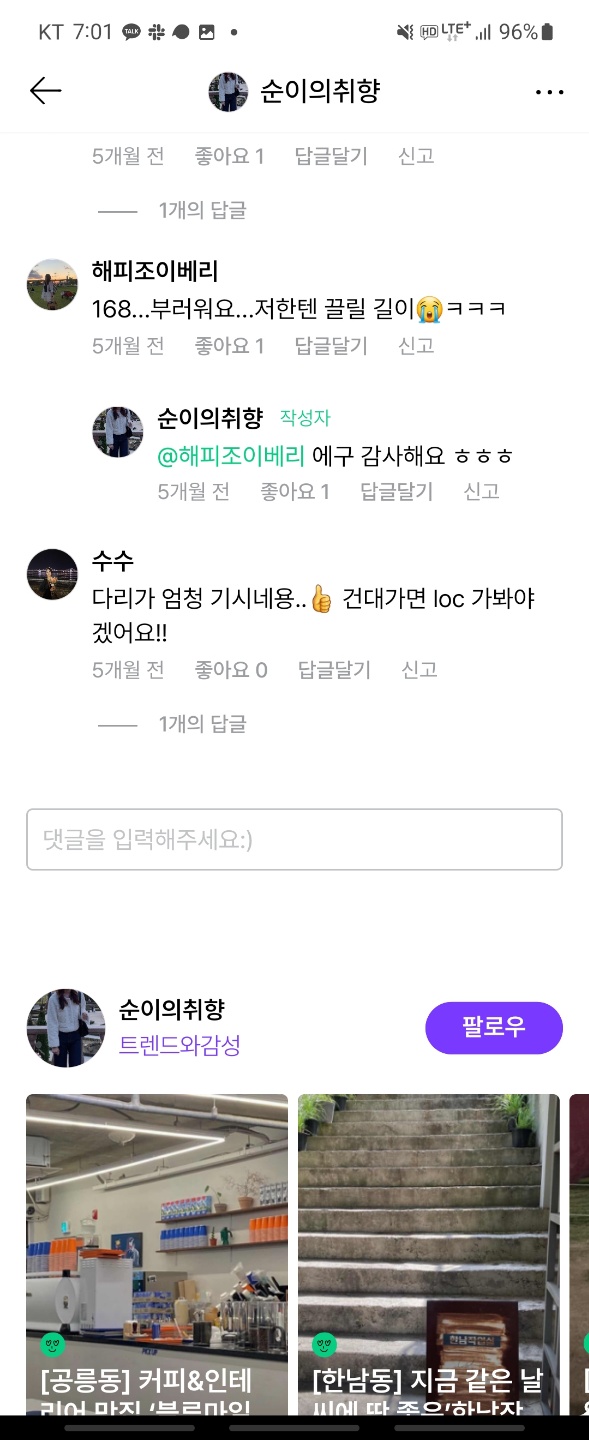 KT 7:01 TALK HD LTE+ 96%
순이의취향
5개월 전 좋아요 1 답글달기 신고
1개의 답글
해피조이베리
168...부러워요...저한텐 끌릴 길이😭ㅋㅋㅋ
5개월 전 좋아요 1 답글달기 신고
순이의취향 작성자
@해피조이베리 에구 감사해요 ㅎㅎㅎ
5개월 전 좋아요 1 답글달기 신고
수수
다리가 엄청 기시네용..👍 건대가면 loc 가봐야
겠어요!!
5개월 전 좋아요 0 답글달기 신고
1개의 답글
댓글을 입력해주세요:)
순이의취향
트렌드와감성
팔로우
PICK UP
한남작업실
[공릉동] 커피&인테
리어 맛집 ‘블루마일
[한남동] 지금 같은 날
씨에 딱 좋은’한남작